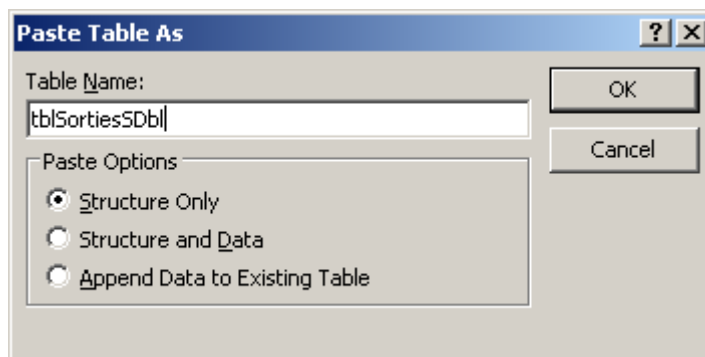 Paste Table As
Table Name:
OK
tblSortiesSDbl
Cancel
Paste Options
Structure Only
Structure and Data
Append Data to Existing Table